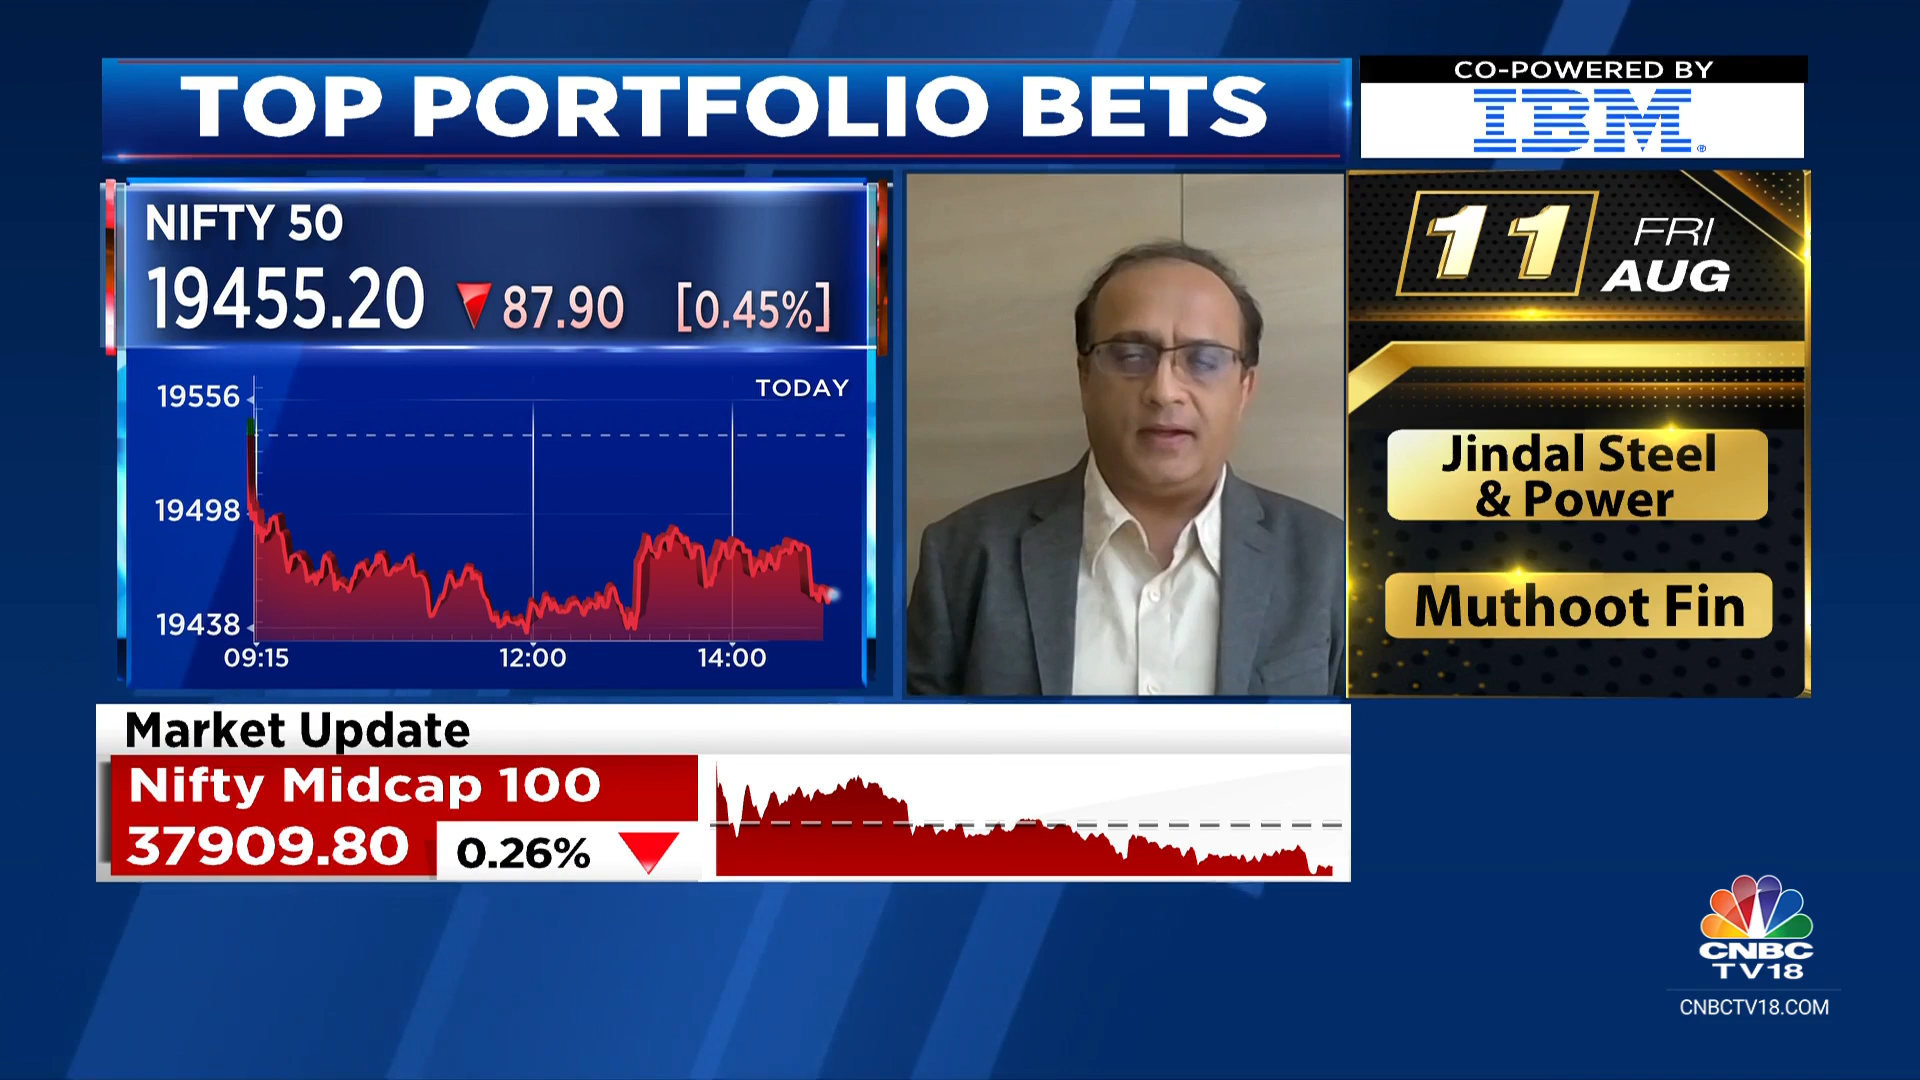 TOP PORTFOLIO BETS
CO-POWERED BY
IBM®
NIFTY 50
19455.20 ▼ 87.90 [0.45%]
TODAY
19556
19498
19438
09:15 12:00 14:00
11 FRI
AUG
Jindal Steel
& Power
Muthoot Fin
Market Update
Nifty Midcap 100
37909.80 0.26% ▼
CNBC
TV18
CNBCTV18.COM